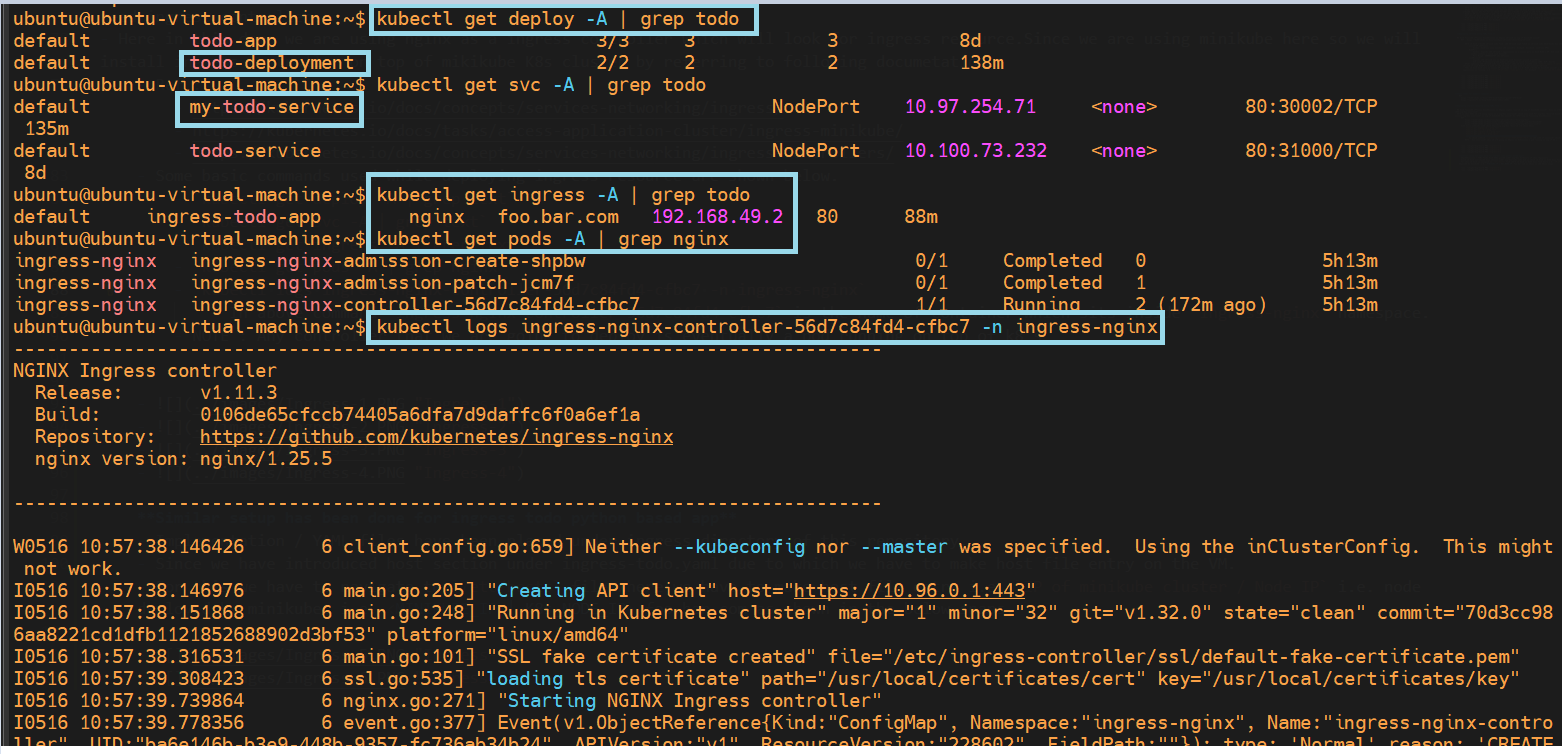 ubuntu@ubuntu-virtual-machine:~$ kubectl get deploy -A | grep todo
default         todo-app                             3/3     3            3           8d
default         todo-deployment                      2/2     2            2           138m
ubuntu@ubuntu-virtual-machine:~$ kubectl get svc -A | grep todo
default         my-todo-service                                      NodePort    10.97.254.71     <none>        80:30002/TCP
 135m
default         todo-service                                         NodePort    10.100.73.232    <none>        80:31000/TCP
 8d
ubuntu@ubuntu-virtual-machine:~$ kubectl get ingress -A | grep todo
default     ingress-todo-app        nginx   foo.bar.com   192.168.49.2   80      88m
ubuntu@ubuntu-virtual-machine:~$ kubectl get pods -A | grep nginx
ingress-nginx   ingress-nginx-admission-create-shpbw                              0/1     Completed   0                5h13m
ingress-nginx   ingress-nginx-admission-patch-jcm7f                               0/1     Completed   1                5h13m
ingress-nginx   ingress-nginx-controller-56d7c84fd4-cfbc7                         1/1     Running     2 (172m ago)     5h13m
ubuntu@ubuntu-virtual-machine:~$ kubectl logs ingress-nginx-controller-56d7c84fd4-cfbc7 -n ingress-nginx
-------------------------------------------------------------------------------
NGINX Ingress controller
  Release:       v1.11.3
  Build:         0106de65cfccb74405a6dfa7d9daffc6f0a6ef1a
  Repository:    https://github.com/kubernetes/ingress-nginx
  nginx version: nginx/1.25.5
-------------------------------------------------------------------------------
W0516 10:57:38.146426       6 client_config.go:659] Neither --kubeconfig nor --master was specified.  Using the inClusterConfig.  This might
 not work.
I0516 10:57:38.146976       6 main.go:205] "Creating API client" host="https://10.96.0.1:443"
I0516 10:57:38.151868       6 main.go:248] "Running in Kubernetes cluster" major="1" minor="32" git="v1.32.0" state="clean" commit="70d3cc98
6aa8221cd1dfb1121852688902d3bf53" platform="linux/amd64"
I0516 10:57:38.316531       6 main.go:101] "SSL fake certificate created" file="/etc/ingress-controller/ssl/default-fake-certificate.pem"
I0516 10:57:39.308423       6 ssl.go:535] "loading tls certificate" path="/usr/local/certificates/cert" key="/usr/local/certificates/key"
I0516 10:57:39.739864       6 nginx.go:271] "Starting NGINX Ingress controller"
I0516 10:57:39.778356       6 event.go:377] Event(v1.ObjectReference{Kind:"ConfigMap", Namespace:"ingress-nginx", Name:"ingress-nginx-contro
ller", UID:"ba6e146b-b3e9-448b-9357-fc736ab34b24", APIVersion:"v1", ResourceVersion:"228602", FieldPath:""}): type: 'Normal' reason: 'CREATE